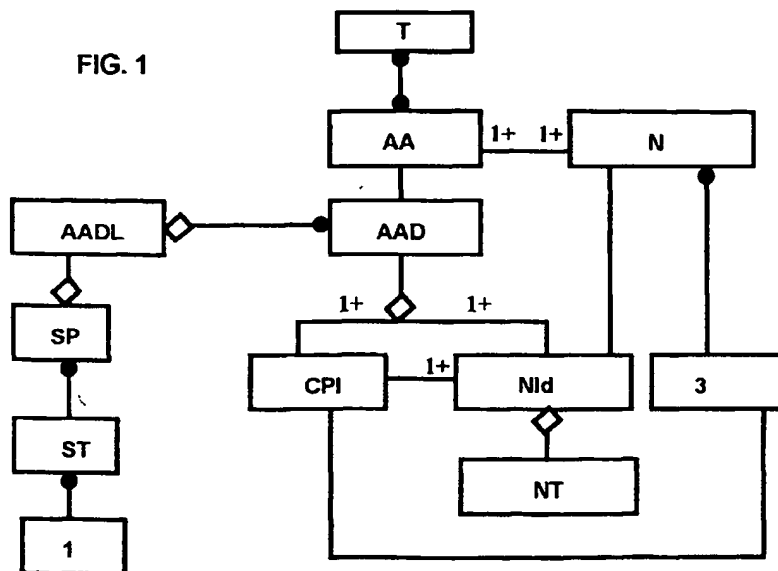 T
FIG. 1
1+ 1+
AA N
AADL AAD
1+ 1+
SP
CPI 1+ NId 3
ST
NT
1